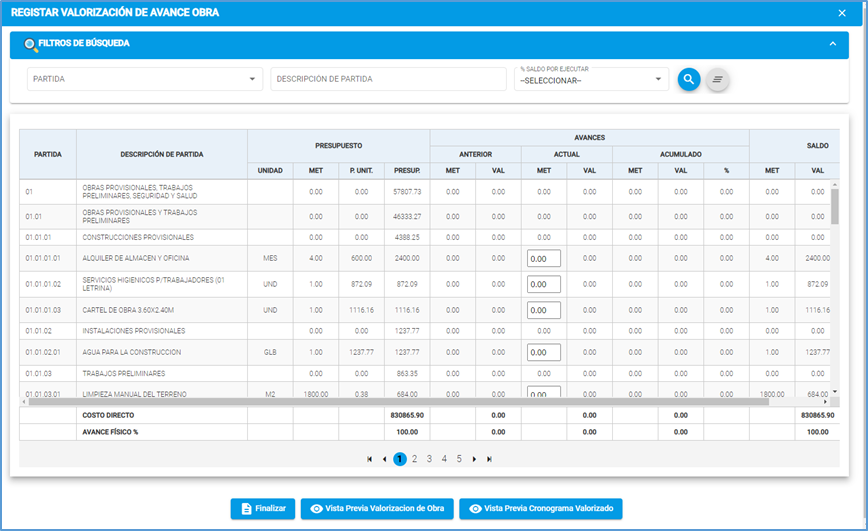 REGISTAR VALORIZACIÓN DE AVANCE OBRA
FILTROS DE BÚSQUEDA
PARTIDA
DESCRIPCION DE PARTIDA
% SALDO POR EJECUTAR
--SELECCIONAR--
PARTIDA DESCRIPCIÓN DE PARTIDA PRESUPUESTO AVANCES SALDO
ANTERIOR ACTUAL ACUMULADO
UNIDAD MET P. UNIT. PRESUP. MET VAL MET VAL MET VAL % MET VAL
01 OBRAS PROVISIONALES, TRABAJOS PRELIMINARES, SEGURIDAD Y SALUD 0.00 0.00 57807.73 0.00 0.00 0.00 0.00 0.00 0.00 0.00 0.00 0.00
01.01 OBRAS PROVISIONALES Y TRABAJOS PRELIMINARES 0.00 0.00 46333.27 0.00 0.00 0.00 0.00 0.00 0.00 0.00 0.00 0.00
01.01.01 CONSTRUCCIONES PROVISIONALES 0.00 0.00 4388.25 0.00 0.00 0.00 0.00 0.00 0.00 0.00 0.00 0.00
01.01.01.01 ALQUILER DE ALMACEN Y OFICINA MES 4.00 600.00 2400.00 0.00 0.00 0.00 0.00 0.00 0.00 0.00 4.00 2400.00
01.01.01.02 SERVICIOS HIGIENICOS P/TRABAJADORES (01 LETRINA) UND 1.00 872.09 872.09 0.00 0.00 0.00 0.00 0.00 0.00 0.00 1.00 872.09
01.01.01.03 CARTEL DE OBRA 3.60X2.40M UND 1.00 1116.16 1116.16 0.00 0.00 0.00 0.00 0.00 0.00 0.00 1.00 1116.16
01.01.02 INSTALACIONES PROVISIONALES 0.00 0.00 1237.77 0.00 0.00 0.00 0.00 0.00 0.00 0.00 0.00 0.00
01.01.02.01 AGUA PARA LA CONSTRUCCION GLB 1.00 1237.77 1237.77 0.00 0.00 0.00 0.00 0.00 0.00 0.00 1.00 1237.77
01.01.03 TRABAJOS PRELIMINARES 0.00 0.00 863.35 0.00 0.00 0.00 0.00 0.00 0.00 0.00 0.00 0.00
01.01.03.01 LIMPIEZA MANUAL DEL TERRENO M2 1800.00 0.38 684.00 0.00 0.00 0.00 0.00 0.00 0.00 0.00 1800.00 684.00
COSTO DIRECTO 830865.90 0.00 0.00 0.00 830865.90
AVANCE FÍSICO % 100.00 0.00 0.00 0.00 100.00
1 2 3 4 5
Finalizar Vista Previa Valorizacion de Obra Vista Previa Cronograma Valorizado